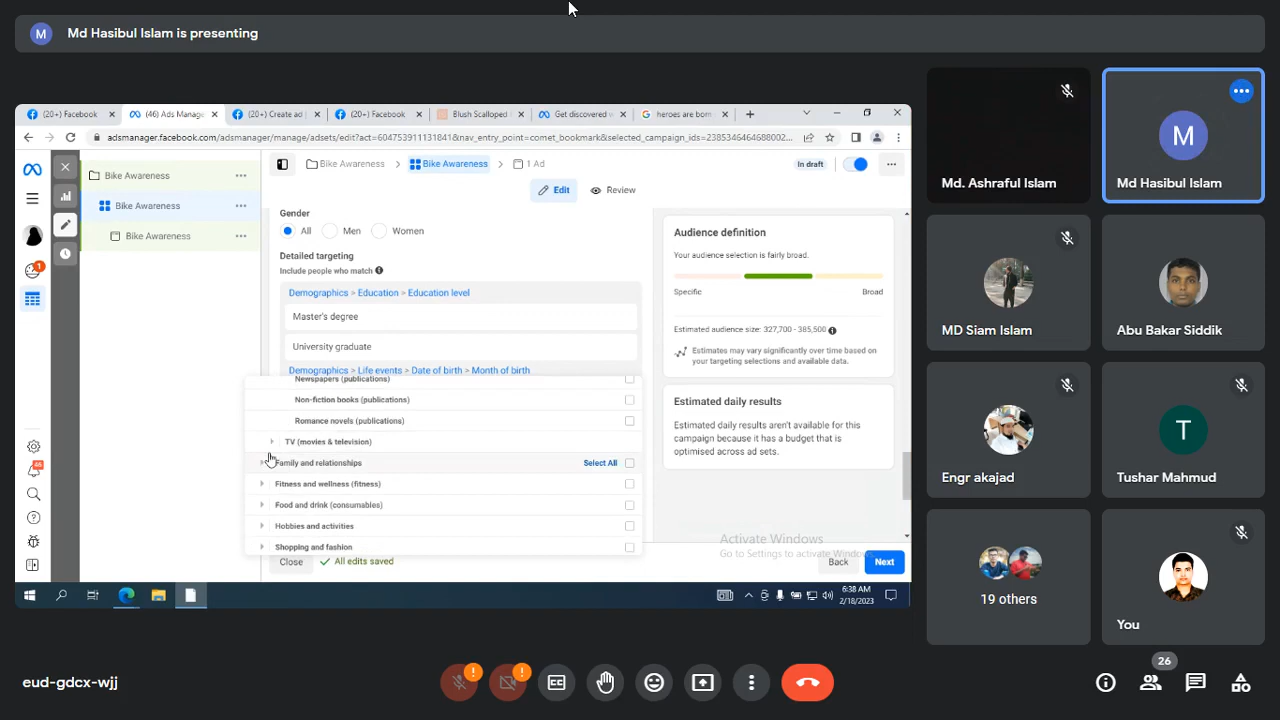 M Md Hasibul Islam is presenting
(20+) Facebook
(46) Ads Manage
(20+) Create ad
(20+) Facebook
Blush Scalloped
Get discovered w
heroes are born
adsmanager.facebook.com/adsmanager/manage/adsets/edit?act=604753911131841&nav_entry_point=comet_bookmark&selected_campaign_ids=2385346464688002...
Bike Awareness
Bike Awareness
Bike Awareness
Bike Awareness
Bike Awareness
1 Ad
In draft
Edit
Review
Gender
All
Men
Women
Detailed targeting
Include people who match
Demographics > Education > Education level
Master's degree
University graduate
Demographics > Life events > Date of birth > Month of birth
Newspapers (publications)
Non-fiction books (publications)
Romance novels (publications)
TV (movies & television)
Family and relationships
Select All
Fitness and wellness (fitness)
Food and drink (consumables)
Hobbies and activities
Shopping and fashion
Close
All edits saved
Audience definition
Your audience selection is fairly broad.
Specific
Broad
Estimated audience size: 327,700 - 385,500
Estimates may vary significantly over time based on
your targeting selections and available data.
Estimated daily results
Estimated daily results aren't available for this
campaign because it has a budget that is
optimised across ad sets.
Activate Windows
Go to Settings to activate Windows.
Back
Next
6:38 AM
2/18/2023
Md. Ashraful Islam
M
Md Hasibul Islam
MD Siam Islam
Abu Bakar Siddik
Engr akajad
T
Tushar Mahmud
19 others
You
eud-gdcx-wjj
26